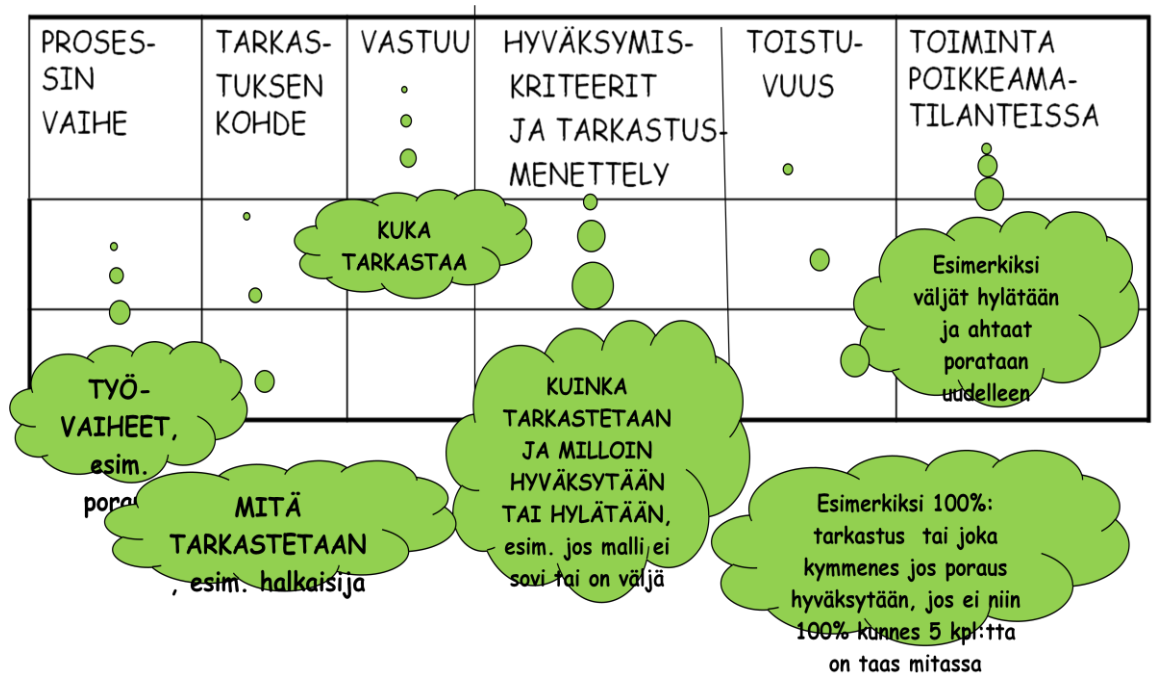 PROSES-
SIN
VAIHE
TARKAS-
TUKSEN
KOHDE
VASTUU
HYVÄKSYMIS-
KRITEERIT
JA TARKASTUS-
MENETTELY
TOISTU-
VUUS
TOIMINTA
POIKKEAMA-
TILANTEISSA
KUKA
TARKASTAA
Esimerkiksi
väljät hylätään
ja ahtaat
porataan
uudelleen
TYÖ-
VAIHEET,
esim.
MITÄ
TARKASTETAAN
, esim. halkaisija
KUINKA
TARKASTETAAN
JA MILLOIN
HYVÄKSYTÄÄN
TAI HYLÄTÄÄN,
esim. jos malli ei
sovi tai on väljä
Esimerkiksi 100%:
tarkastus tai joka
kymmenes jos poraus
hyväksytään, jos ei niin
100% kunnes 5 kpl:tta
on taas mitassa